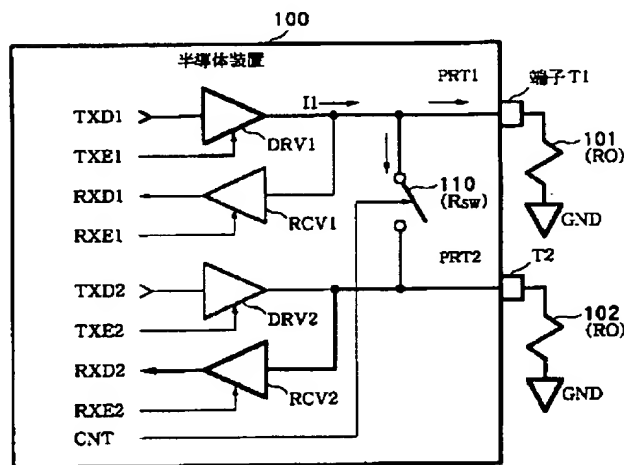 100
半導体装置
PRT1
端子T1
I1
TXD1
DRV1
TXE1
101
(RO)
RXD1
110
(RSW)
RCV1
RXE1
GND
PRT2
T2
TXD2
DRV2
TXE2
102
(RO)
RXD2
RCV2
RXE2
GND
CNT